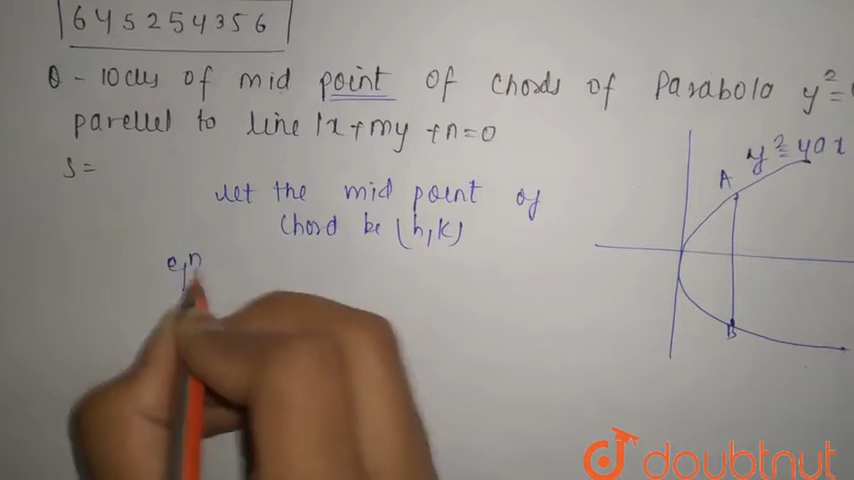 645254356
Q - locus of mid point of chords of Parabola y²=
parellel to line lx+my+n=0
S=
y²=4ax
A
Let the mid point of
chord be (h,k)
eqn
B
doubtnut